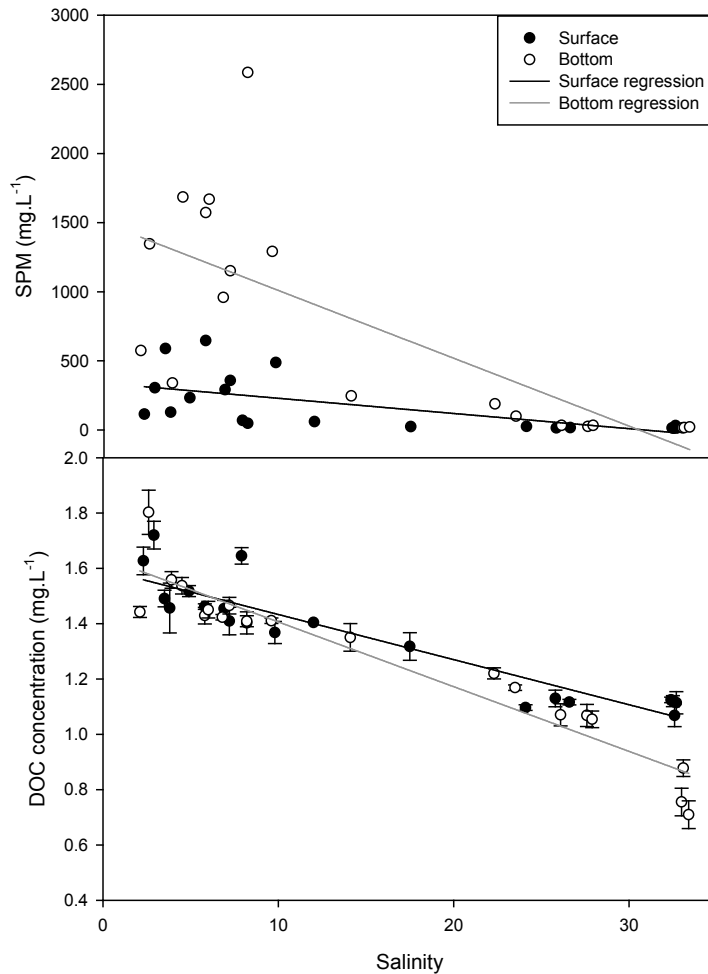 3000
2500
2000
1500
1000
500
0
SPM (mg.L-1)
Surface
Bottom
Surface regression
Bottom regression
2.0
1.8
1.6
1.4
1.2
1.0
0.8
0.6
0.4
DOC concentration (mg.L-1)
0 10 20 30
Salinity